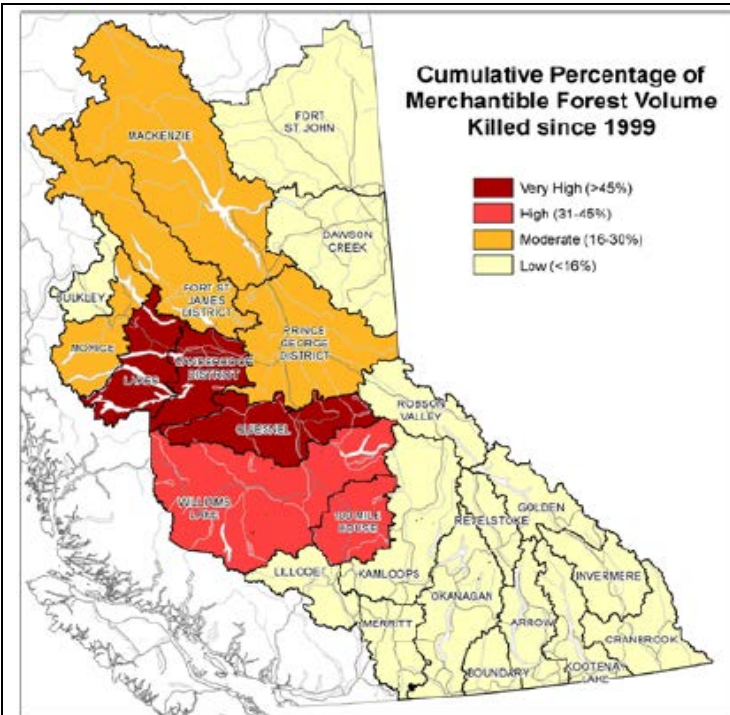 Cumulative Percentage of
Merchantible Forest Volume
Killed since 1999
Very High (>45%)
High (31-45%)
Moderate (16-30%)
Low (<16%)
FORT
ST JOHN
MACKENZIE
DAWSON
CREEK
BULKLEY
FORT ST
JAMES
DISTRICT
PRINCE
GEORGE
DISTRICT
MORICE
VANDERHOOF
DISTRICT
LAKES
ROBSON
VALLEY
QUESNEL
WILLIAMS
LAKE
100 MILE
HOUSE
GOLDEN
REVELSTOKE
LILLOOET
KAMLOOPS
INVERMERE
OKANAGAN
MERRITT
ARROW
CRANBROOK
BOUNDARY
KOOTENAY
LAKE